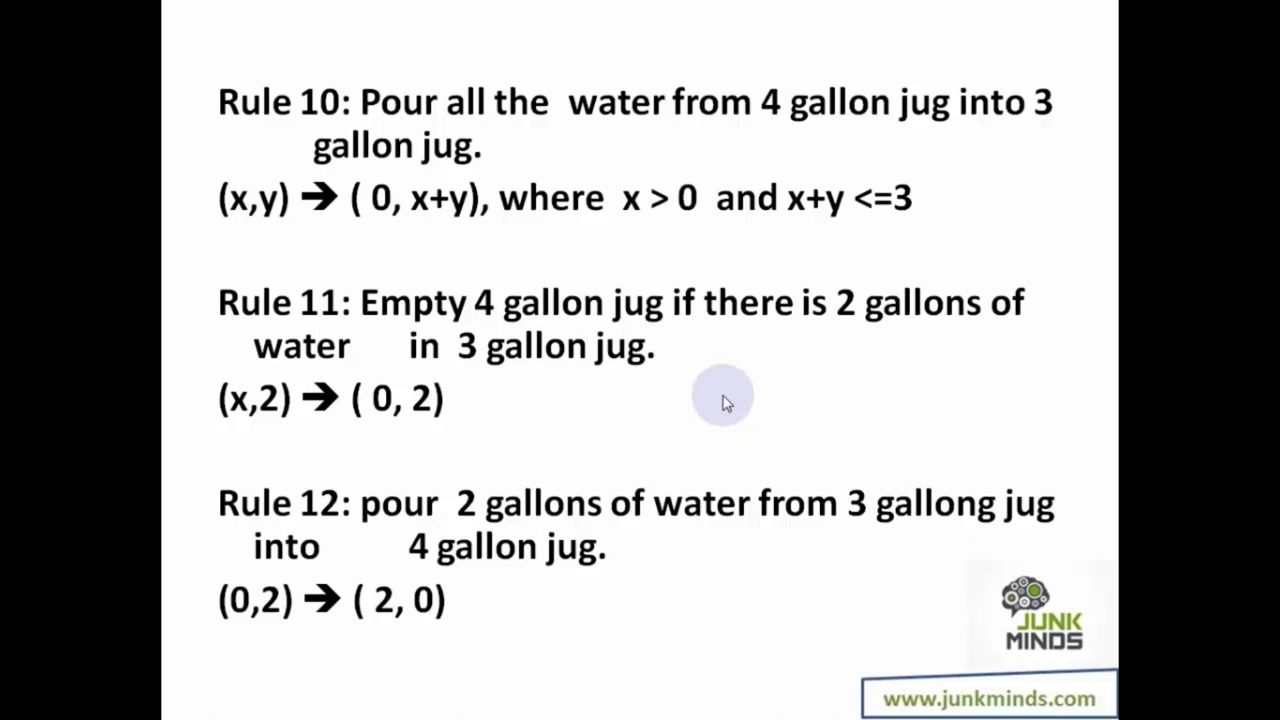 Rule 10: Pour all the water from 4 gallon jug into 3
gallon jug.
(x,y) → ( 0, x+y), where x > 0 and x+y <=3
Rule 11: Empty 4 gallon jug if there is 2 gallons of
water in 3 gallon jug.
(x,2) → ( 0, 2)
Rule 12: pour 2 gallons of water from 3 gallong jug
into 4 gallon jug.
(0,2) → ( 2, 0)
JUNK
MINDS
www.junkminds.com